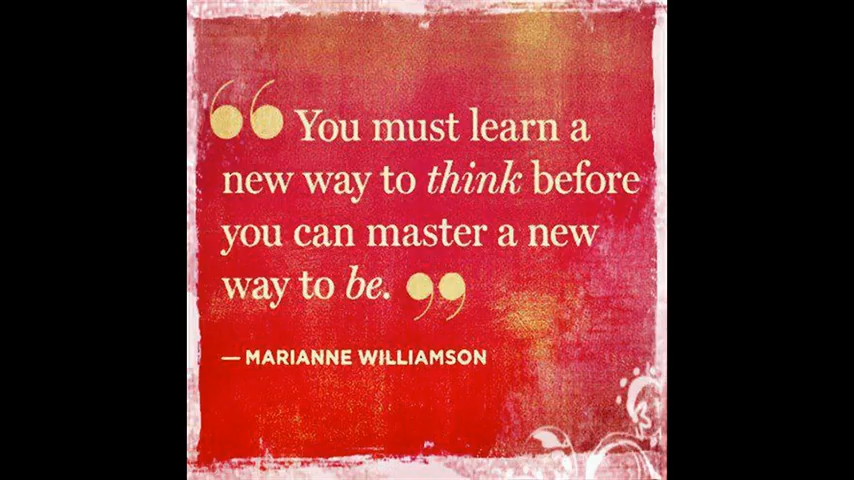 “You must learn a
new way to think before
you can master a new
way to be.”
— MARIANNE WILLIAMSON